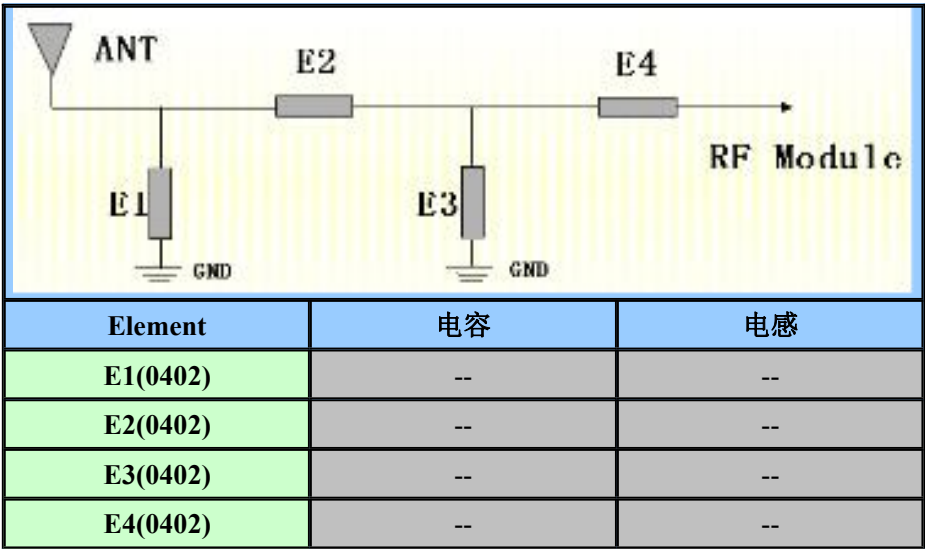 ANT
E2
E4
RF Module
E1
E3
GND
GND
Element 电容 电感
E1(0402) -- --
E2(0402) -- --
E3(0402) -- --
E4(0402) -- --